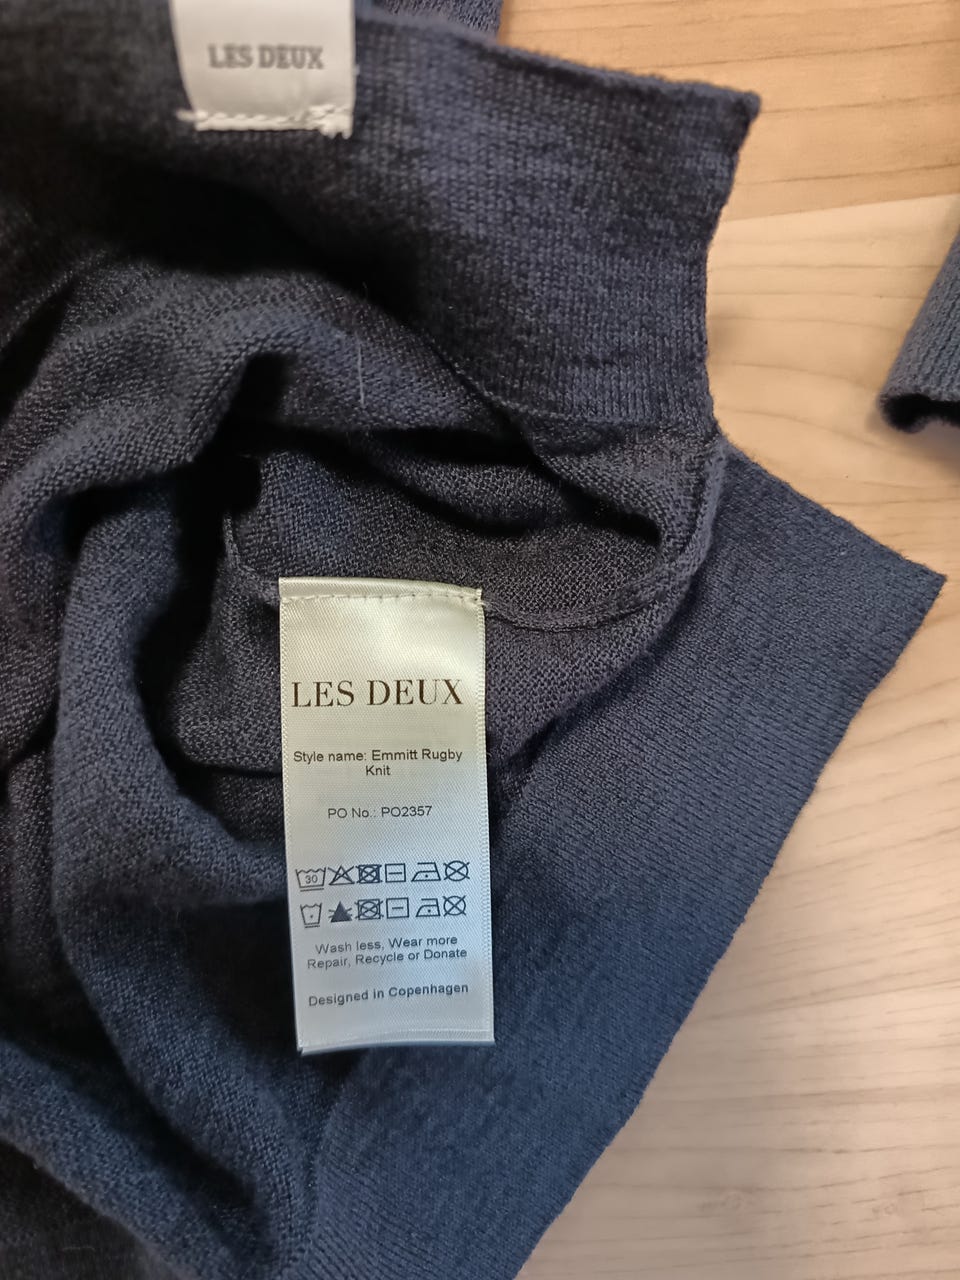 LES DEUX
LES DEUX
Style name: Emmitt Rugby
Knit
PO No.: PO2357
30
Wash less, Wear more
Repair, Recycle or Donate
Designed in Copenhagen